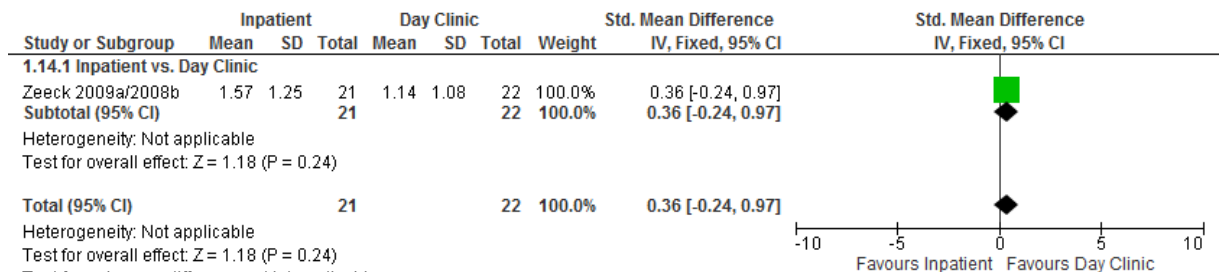 Inpatient Day Clinic Std. Mean Difference Std. Mean Difference
Study or Subgroup Mean SD Total Mean SD Total Weight IV, Fixed, 95% CI IV, Fixed, 95% CI
1.14.1 Inpatient vs. Day Clinic
Zeeck 2009a/2008b 1.57 1.25 21 1.14 1.08 22 100.0% 0.36 [-0.24, 0.97]
Subtotal (95% CI) 21 22 100.0% 0.36 [-0.24, 0.97]
Heterogeneity: Not applicable
Test for overall effect: Z = 1.18 (P = 0.24)
Total (95% CI) 21 22 100.0% 0.36 [-0.24, 0.97]
Heterogeneity: Not applicable
Test for overall effect: Z = 1.18 (P = 0.24)
-10 -5 0 5 10
Favours Inpatient Favours Day Clinic